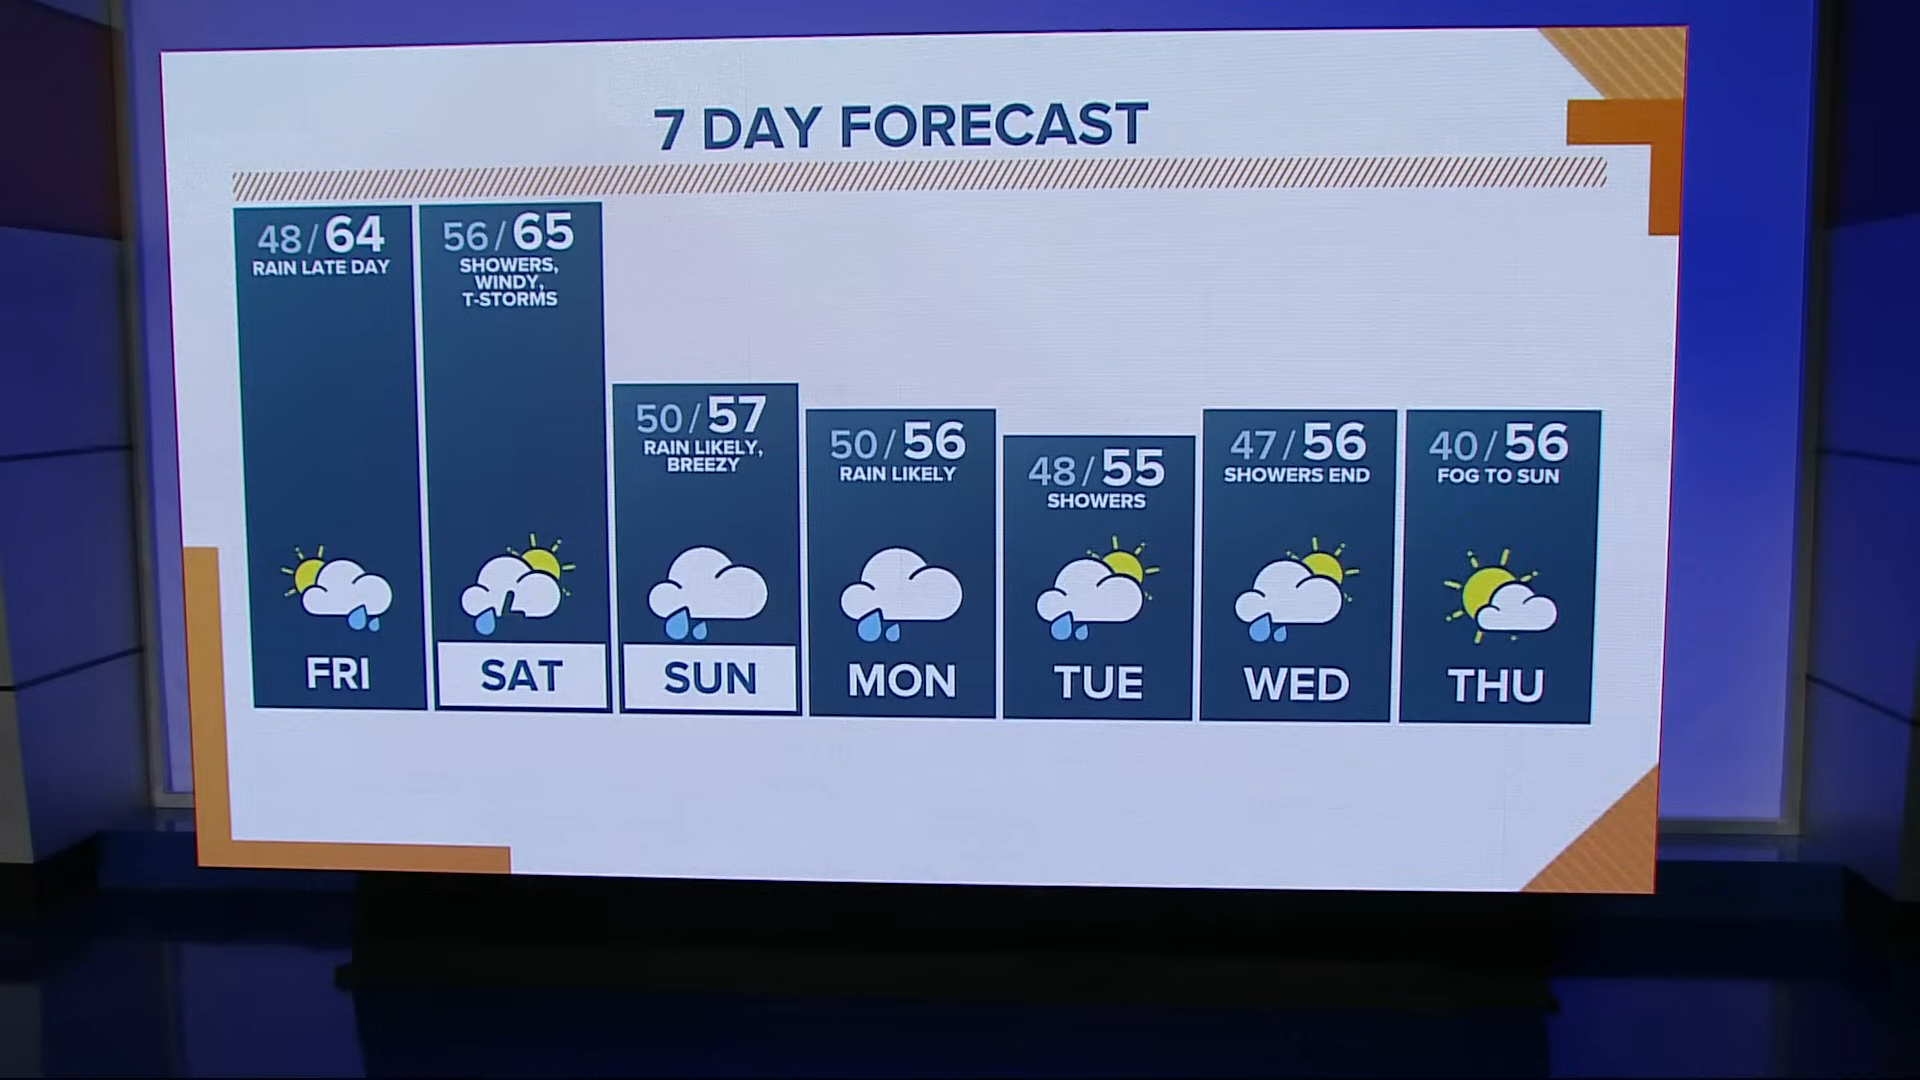 7 DAY FORECAST
48/64
RAIN LATE DAY
FRI
56/65
SHOWERS,
WINDY,
T-STORMS
SAT
50/57
RAIN LIKELY,
BREEZY
SUN
50/56
RAIN LIKELY
MON
48/55
SHOWERS
TUE
47/56
SHOWERS END
WED
40/56
FOG TO SUN
THU